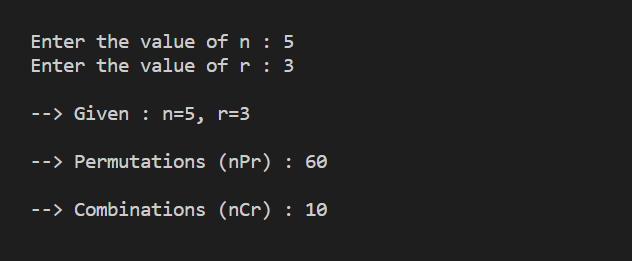 Enter the value of n : 5
Enter the value of r : 3
--> Given : n=5, r=3
--> Permutations (nPr) : 60
--> Combinations (nCr) : 10